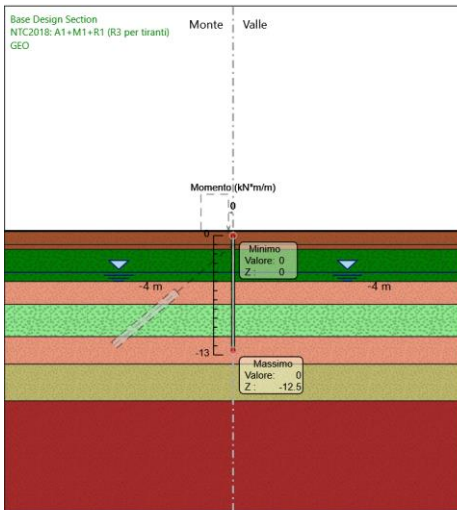 Base Design Section
NTC2018: A1+M1+R1 (R3 per tiranti)
GEO
Monte Valle
Momento (kN*m/m)
0
0
Minimo
Valore: 0
Z : 0
-4 m
-4 m
-13
Massimo
Valore: 0
Z : -12.5